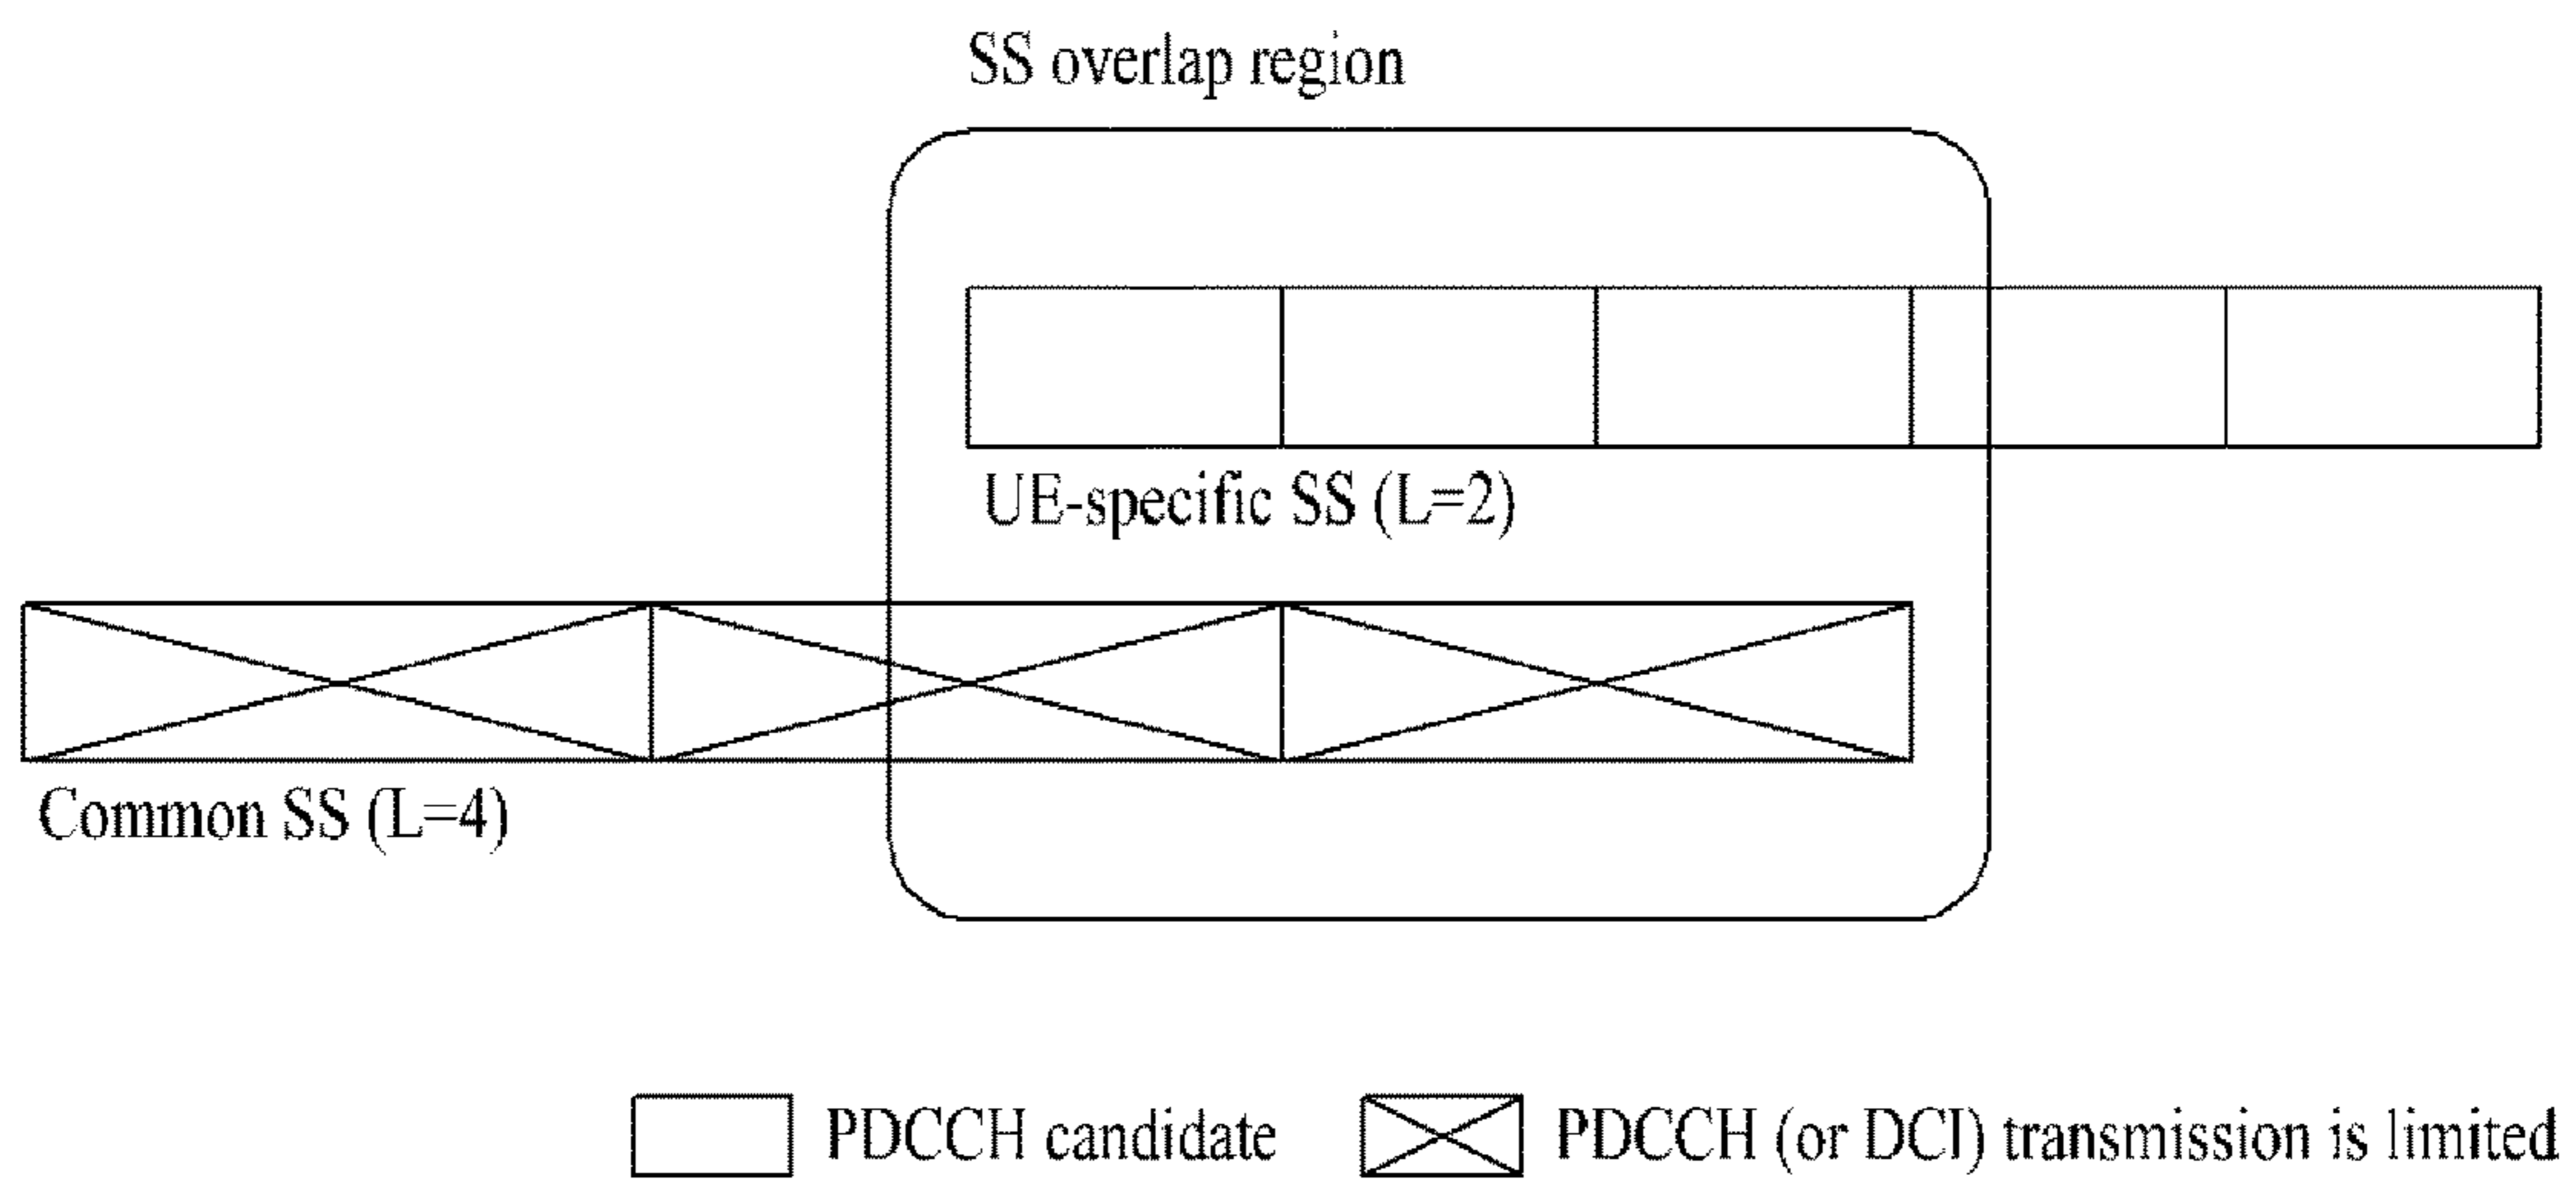 SS overlap region
UE-specific SS (L=2)
Common SS (L=4)
PDCCH candidate
PDCCH (or DCI) transmission is limited